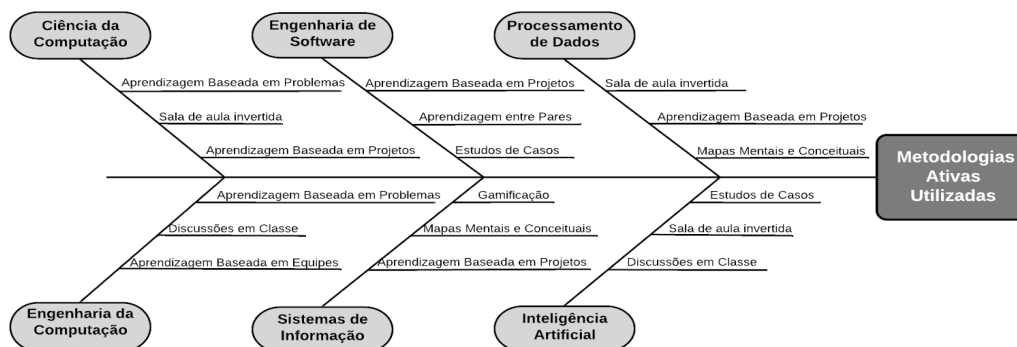 Ciência da
Computação
Engenharia de
Software
Processamento
de Dados
Aprendizagem Baseada em Problemas
Sala de aula invertida
Aprendizagem Baseada em Projetos
Aprendizagem Baseada em Projetos
Aprendizagem entre Pares
Estudos de Casos
Sala de aula invertida
Aprendizagem Baseada em Projetos
Mapas Mentais e Conceituais
Metodologias
Ativas
Utilizadas
Aprendizagem Baseada em Problemas
Discussões em Classe
Aprendizagem Baseada em Equipes
Gamificação
Mapas Mentais e Conceituais
Aprendizagem Baseada em Projetos
Estudos de Casos
Sala de aula invertida
Discussões em Classe
Engenharia da
Computação
Sistemas de
Informação
Inteligência
Artificial